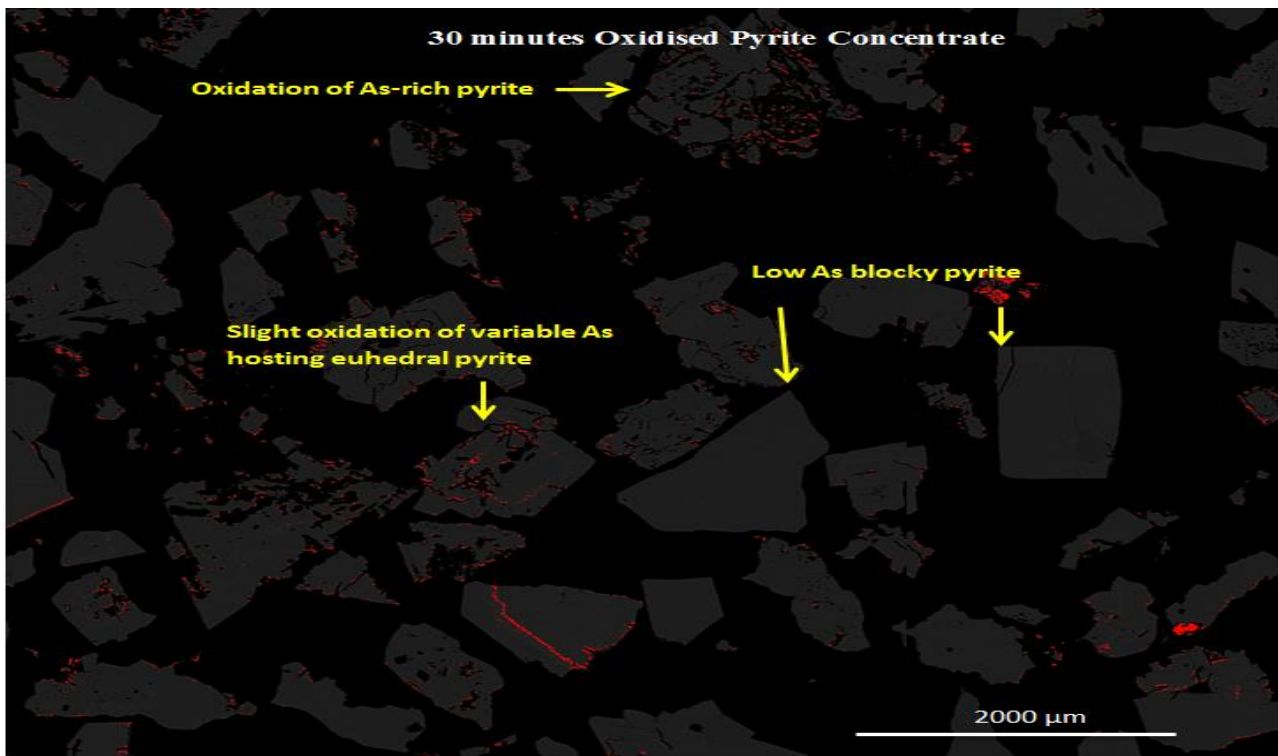 30 minutes Oxidised Pyrite Concentrate
Oxidation of As-rich pyrite
Low As blocky pyrite
Slight oxidation of variable As
hosting euhedral pyrite
2000 μm